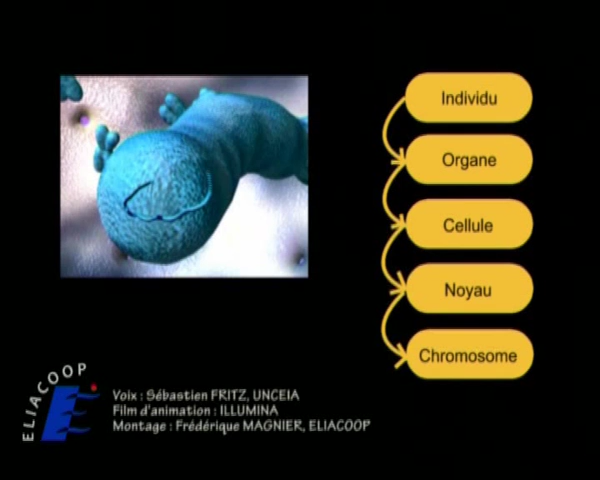 Individu
Organe
Cellule
Noyau
Chromosome
ELIACOOP
Voix : Sébastien FRITZ, UNCEIA
Film d'animation : ILLUMINA
Montage : Frédérique MAGNIER, ELIACOOP